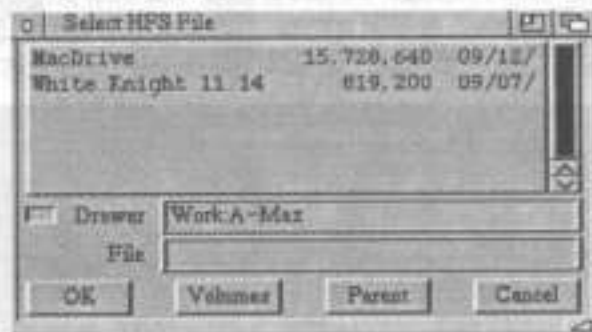 Select HFS File
MacDrive 15,728,640 09/12/
White Knight 11 14 819,200 09/07/
Drawer Work:A-Max
File
OK Volumes Parent Cancel